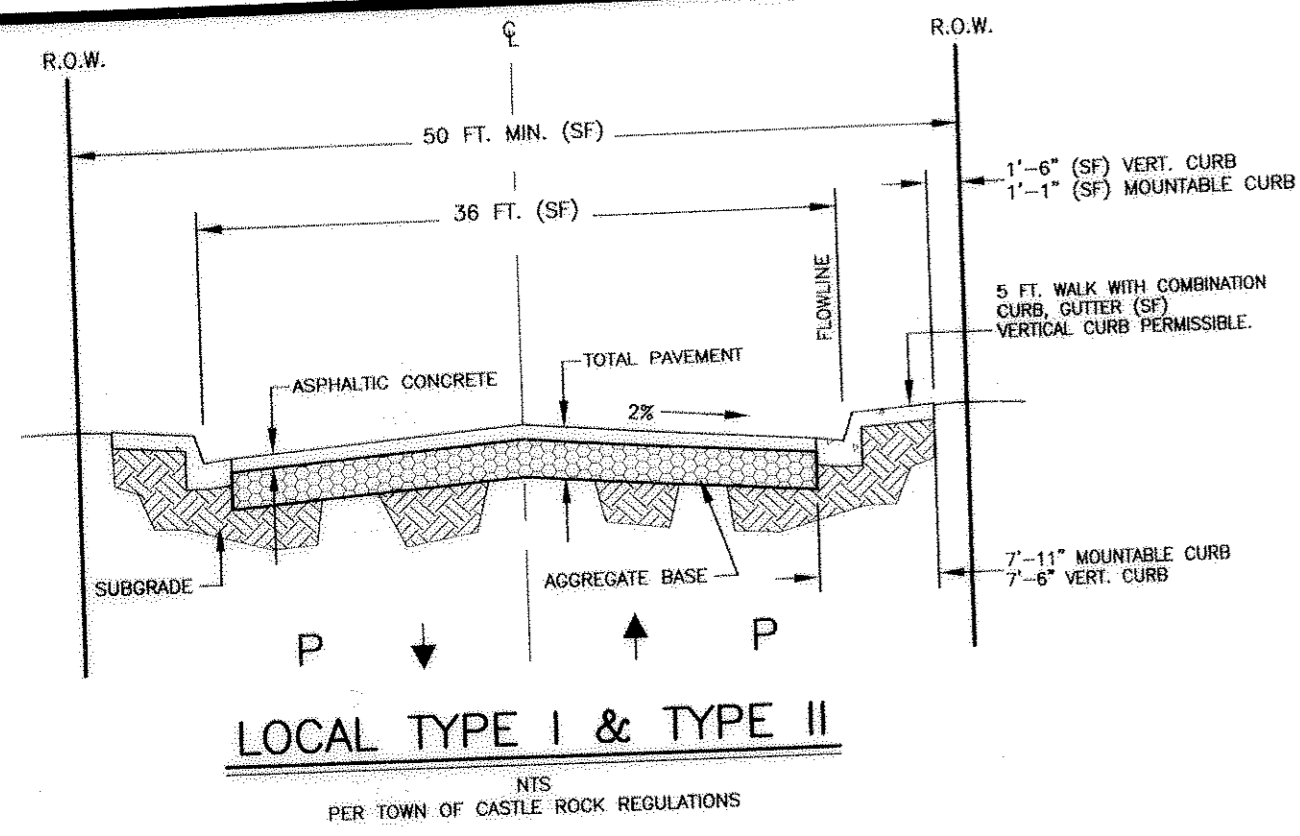 ℄
R.O.W.
R.O.W.
50 FT. MIN. (SF)
1'-6" (SF) VERT. CURB
1'-1" (SF) MOUNTABLE CURB
36 FT. (SF)
FLOWLINE
5 FT. WALK WITH COMBINATION
CURB, GUTTER (SF)
VERTICAL CURB PERMISSIBLE.
ASPHALTIC CONCRETE
TOTAL PAVEMENT
2%
SUBGRADE
AGGREGATE BASE
7'-11" MOUNTABLE CURB
7'-6" VERT. CURB
P
P
LOCAL TYPE I & TYPE II
NTS
PER TOWN OF CASTLE ROCK REGULATIONS